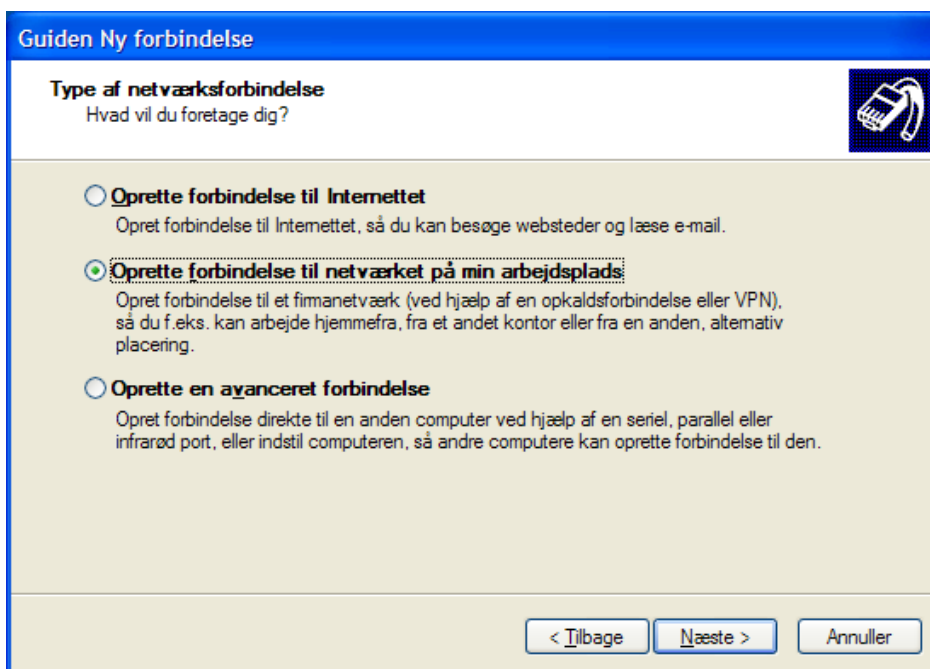 Guiden Ny forbindelse
Type af netværksforbindelse
Hvad vil du foretage dig?
Oprette forbindelse til Internettet
Opret forbindelse til Internettet, så du kan besøge websteder og læse e-mail.
Oprette forbindelse til netværket på min arbejdsplads
Opret forbindelse til et firmanetværk (ved hjælp af en opkaldsforbindelse eller VPN),
så du f.eks. kan arbejde hjemmefra, fra et andet kontor eller fra en anden, alternativ
placering.
Oprette en avanceret forbindelse
Opret forbindelse direkte til en anden computer ved hjælp af en seriel, parallel eller
infrarød port, eller indstil computeren, så andre computere kan oprette forbindelse til den.
< Tilbage Næste > Annuller